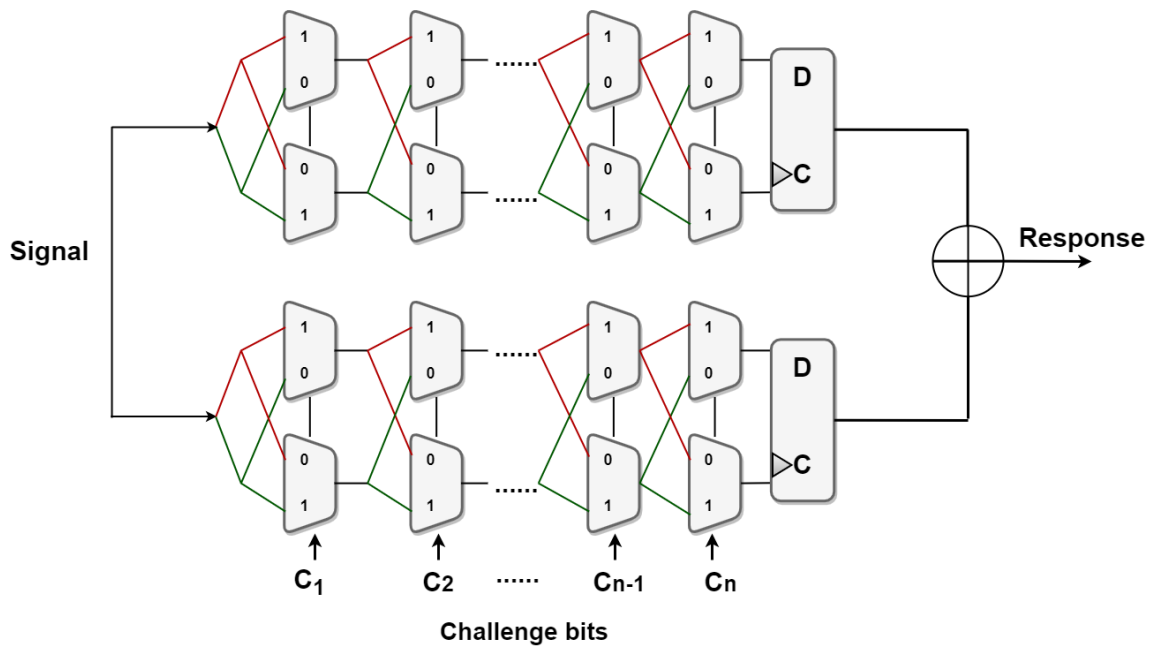 1 1 1 1
D
0 0 ...... 0 0
0 0 0 0
C
1 1 ...... 1 1
Signal
Response
1 1 1 1
D
0 0 ...... 0 0
0 0 0 0
C
1 1 ...... 1 1
C1 C2 ...... Cn-1 Cn
Challenge bits